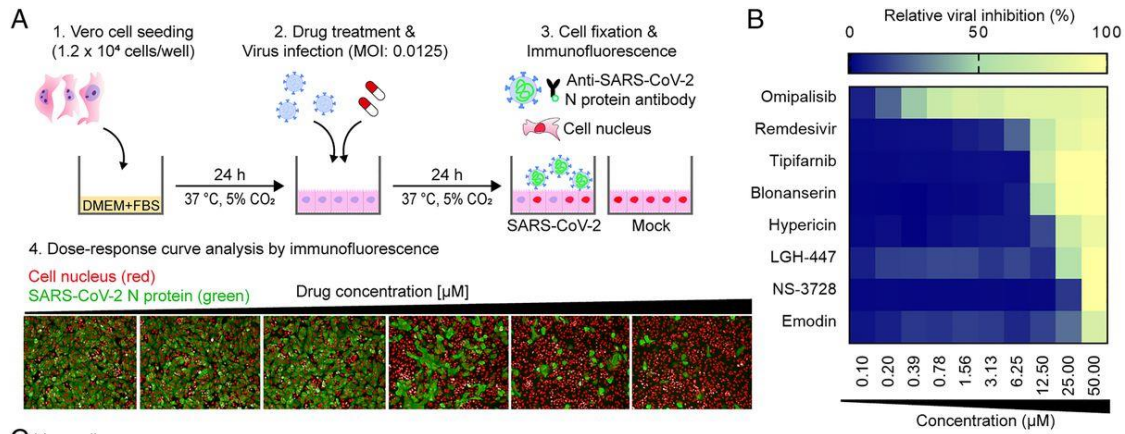 A
1. Vero cell seeding
(1.2 x 10⁴ cells/well)
2. Drug treatment &
Virus infection (MOI: 0.0125)
3. Cell fixation &
Immunofluorescence
Anti-SARS-CoV-2
N protein antibody
Cell nucleus
DMEM+FBS
24 h
37 °C, 5% CO₂
24 h
37 °C, 5% CO₂
SARS-CoV-2
Mock
4. Dose-response curve analysis by immunofluorescence
Cell nucleus (red)
SARS-CoV-2 N protein (green)
Drug concentration [µM]
B
Relative viral inhibition (%)
0 50 100
Omipalisib
Remdesivir
Tipifarnib
Blonanserin
Hypericin
LGH-447
NS-3728
Emodin
0.10 0.20 0.39 0.78 1.56 3.13 6.25 12.50 25.00 50.00
Concentration (µM)